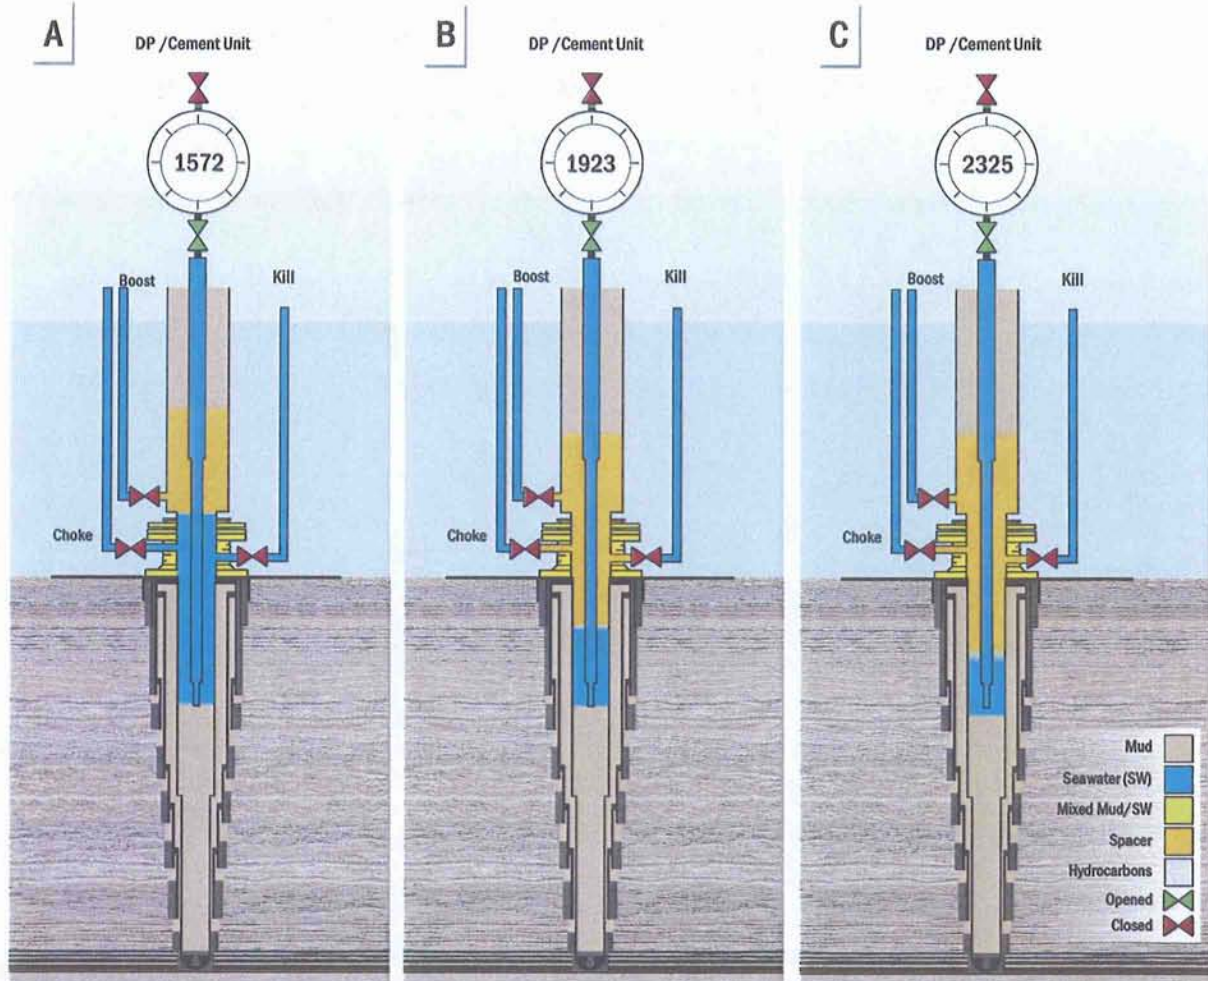 A
DP /Cement Unit
1572
Boost
Kill
Choke
B
DP /Cement Unit
1923
Boost
Kill
Choke
C
DP /Cement Unit
2325
Boost
Kill
Choke
Mud
Seawater (SW)
Mixed Mud/SW
Spacer
Hydrocarbons
Opened
Closed